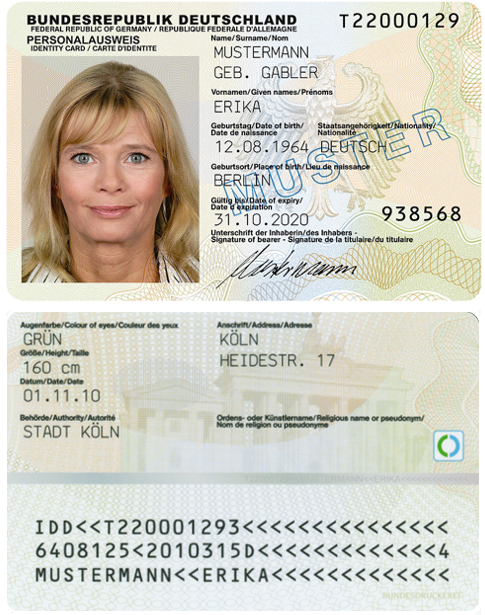 BUNDESREPUBLIK DEUTSCHLAND
FEDERAL REPUBLIC OF GERMANY / REPUBLIQUE FEDERALE D'ALLEMAGNE
PERSONALAUSWEIS
IDENTITY CARD / CARTE D'IDENTITE
T22000129
Name/Surname/Nom
MUSTERMANN
GEB. GABLER
Vornamen/Given names/Prénoms
ERIKA
Geburtstag/Date of birth/
Date de naissance
Staatsangehörigkeit/Nationality/
Nationalité
12.08.1964 DEUTSCH
Geburtsort/Place of birth/Lieu de naissance
BERLIN
Gültig bis/Date of expiry/
Date d'expiration
31.10.2020
938568
Unterschrift der Inhaberin/des Inhabers -
Signature of bearer - Signature de la titulaire/du titulaire
Mustermann
MUSTER
Augenfarbe/Colour of eyes/Couleur des yeux
GRÜN
Größe/Height/Taille
160 cm
Datum/Date/Date
01.11.10
Behörde/Authority/Autorité
STADT KÖLN
Anschrift/Address/Adresse
KÖLN
HEIDESTR. 17
Ordens- oder Künstlername/Religious name or pseudonym/
Nom de religion ou pseudonyme
MUSTERMANN<<ERIKA<
IDD<<T220001293<<<<<<<<<<<<<<<
6408125<2010315D<<<<<<<<<<<<<4
MUSTERMANN<<ERIKA<<<<<<<<<<<<<
BUNDESDRUCKEREI